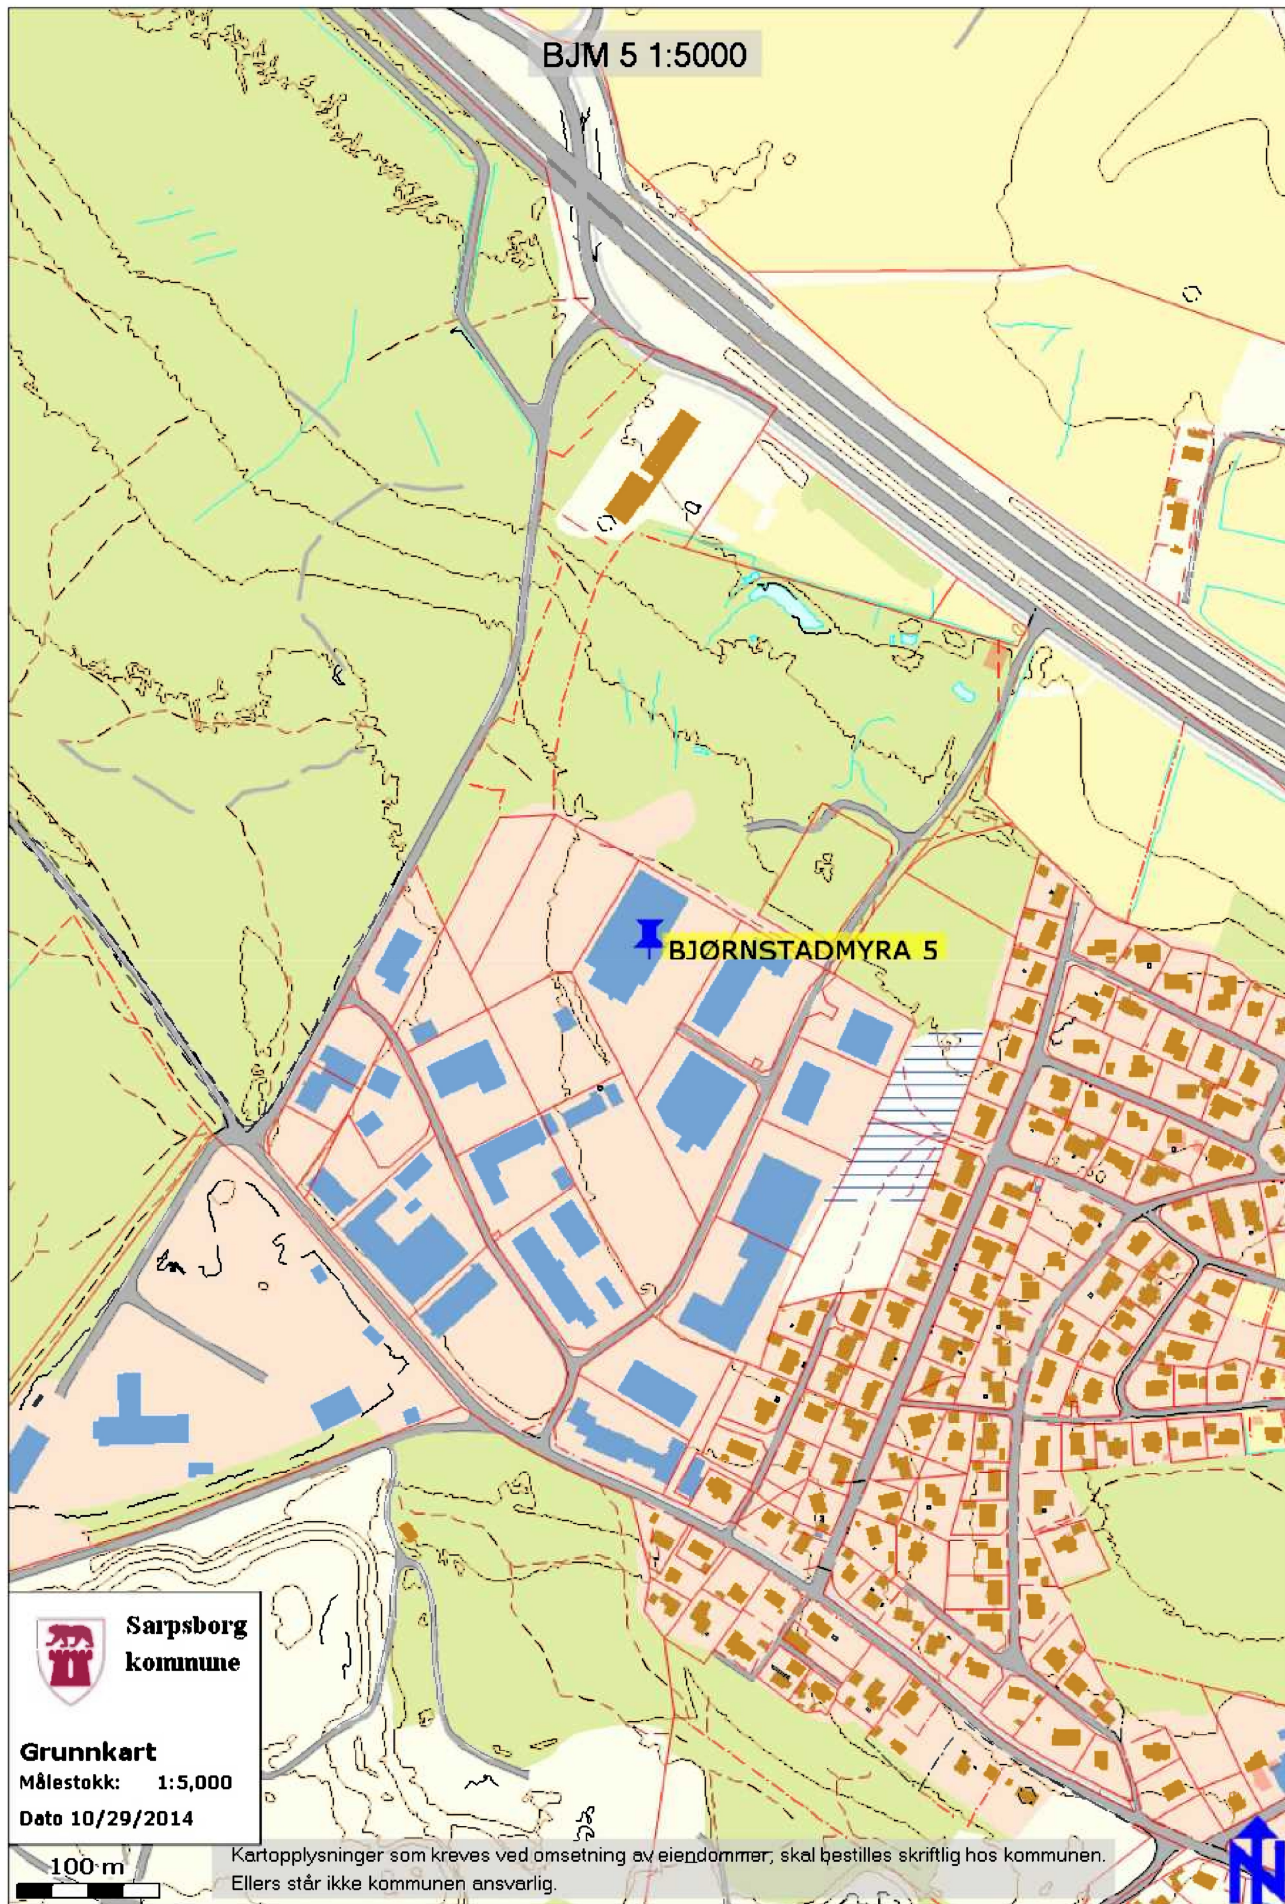 BJM 5 1:5000
BJØRNSTADMYRA 5
Sarpsborg
kommune
Grunnkart
Målestokk: 1:5,000
Dato 10/29/2014
100 m
Kartopplysninger som kreves ved omsetning av eiendommer, skal bestilles skriftlig hos kommunen.
Ellers står ikke kommunen ansvarlig.
N